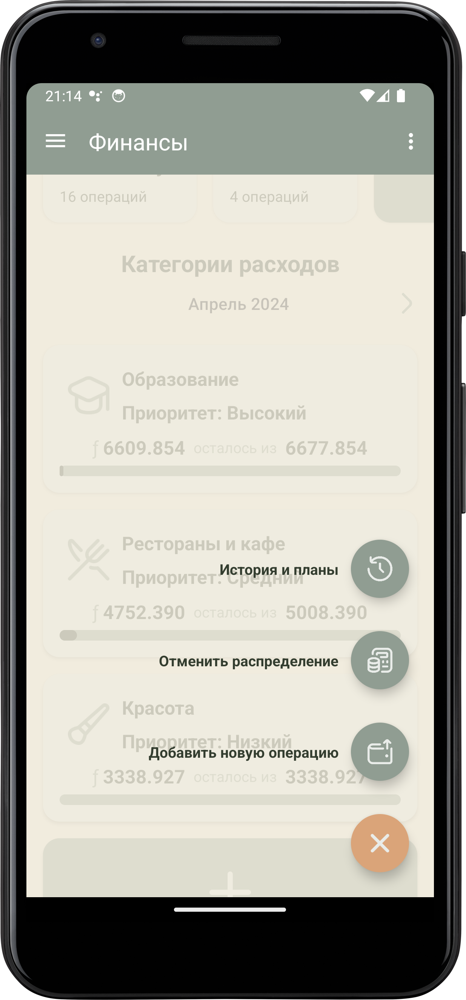 21:14
Финансы
16 операций
4 операций
Категории расходов
Апрель 2024
Образование
Приоритет: Высокий
ƒ 6609.854 осталось из 6677.854
Рестораны и кафе
История и планы
Приоритет: Средний
ƒ 4752.390 осталось из 5008.390
Отменить распределение
Красота
Приоритет: Низкий
Добавить новую операцию
ƒ 3338.927 осталось из 3338.927